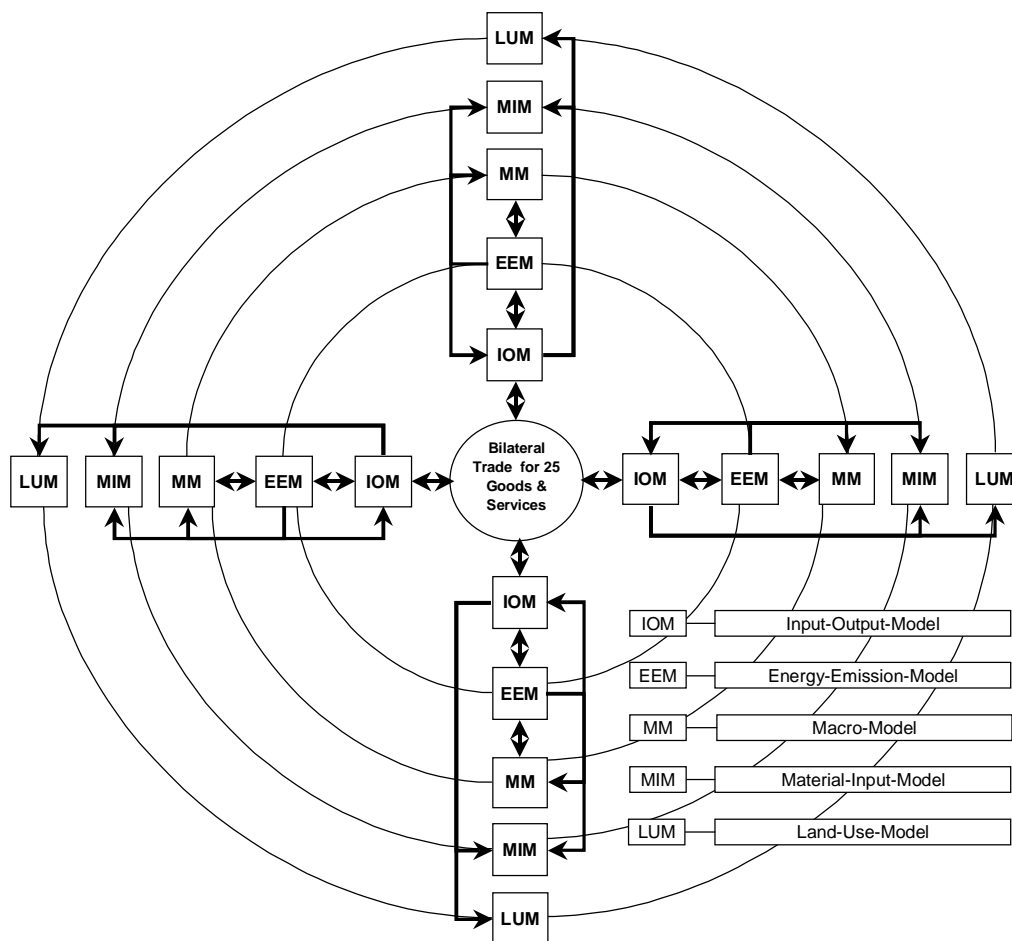 LUM
MIM
MM
EEM
IOM
LUM
MIM
MM
EEM
IOM
Bilateral
Trade for 25
Goods &
Services
IOM
EEM
MM
MIM
LUM
IOM
EEM
MM
MIM
LUM
IOM Input-Output-Model
EEM Energy-Emission-Model
MM Macro-Model
MIM Material-Input-Model
LUM Land-Use-Model